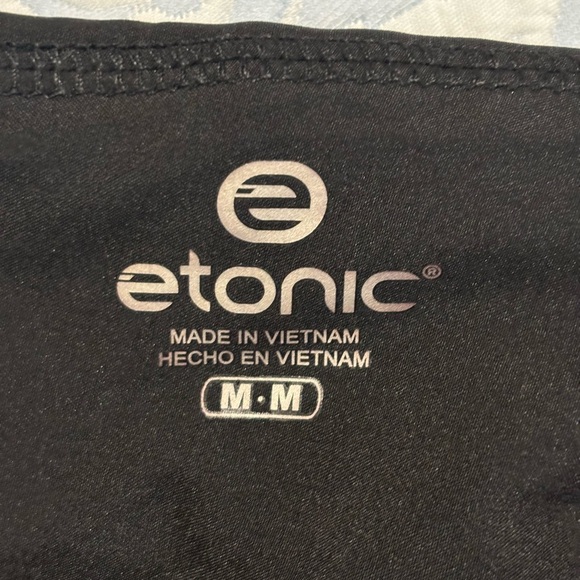 e
etonic®
MADE IN VIETNAM
HECHO EN VIETNAM
M·M